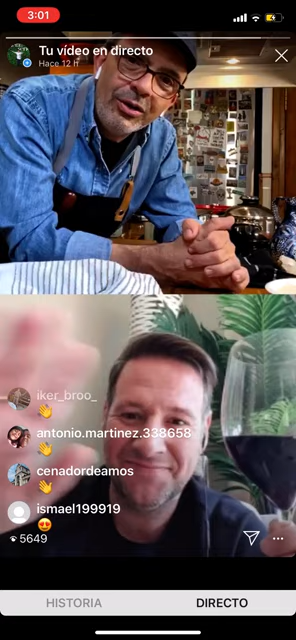 3:01
Tu vídeo en directo
Hace 12 h
iker_broo_
antonio.martinez.338658
cenadordeamos
ismael199919
5649
HISTORIA
DIRECTO